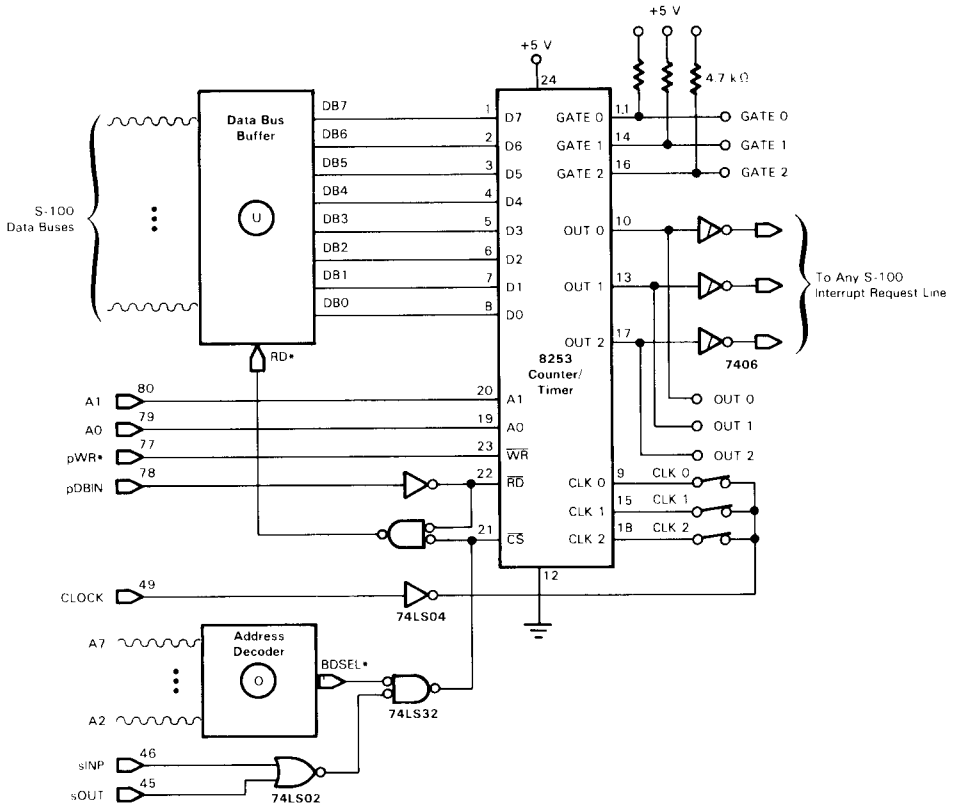 +5 V
+5 V
24
4.7 kΩ
S-100
Data Buses
Data Bus
Buffer
U
DB7
DB6
DB5
DB4
DB3
DB2
DB1
DB0
1
2
3
4
5
6
7
8
D7
D6
D5
D4
D3
D2
D1
D0
GATE 0
GATE 1
GATE 2
11
14
16
GATE 0
GATE 1
GATE 2
OUT 0
OUT 1
OUT 2
10
13
17
To Any S-100
Interrupt Request Line
7406
8253
Counter/
Timer
OUT 0
OUT 1
OUT 2
RD*
A1
80
20
A1
A0
79
19
A0
pWR*
77
23
WR
pDBIN
78
22
RD
21
CS
CLK 0
9
CLK 0
CLK 1
15
CLK 1
CLK 2
18
CLK 2
12
CLOCK
49
74LS04
A7
A2
Address
Decoder
O
BDSEL*
74LS32
sINP
46
sOUT
45
74LS02